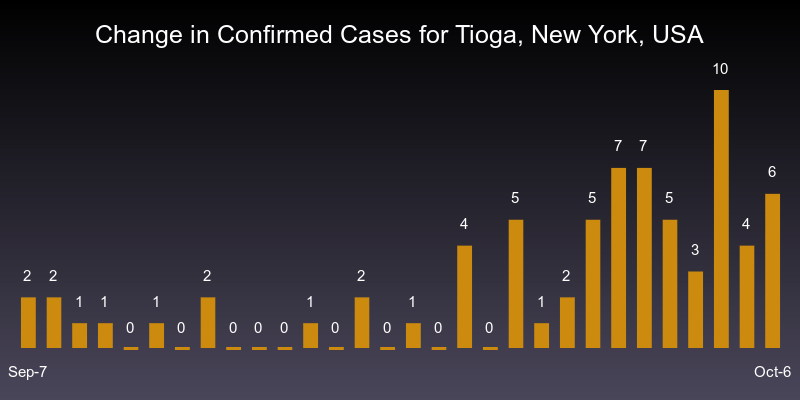 Change in Confirmed Cases for Tioga, New York, USA
2 2 1 1 0 1 0 2 0 0 0 1 0 2 0 1 0 4 0 5 1 2 5 7 7 5 3 10 4 6
Sep-7 Oct-6